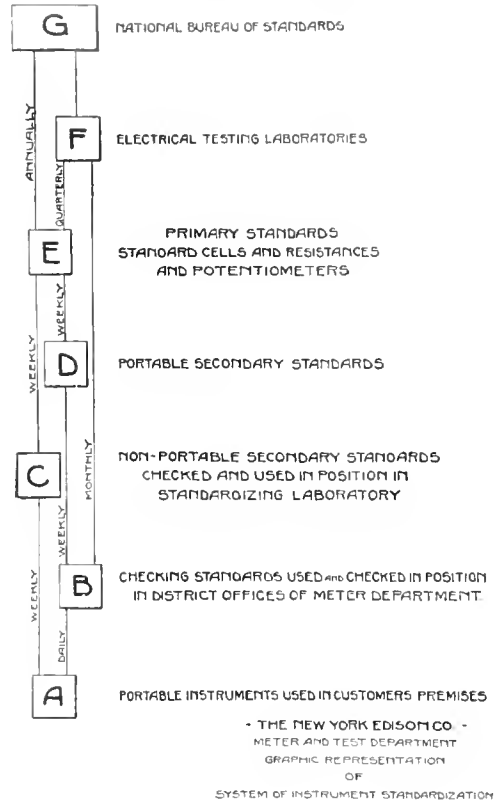 G
NATIONAL BUREAU OF STANDARDS
ANNUALLY
F
ELECTRICAL TESTING LABORATORIES
QUARTERLY
E
PRIMARY STANDARDS
STANDARD CELLS AND RESISTANCES
AND POTENTIOMETERS
WEEKLY
WEEKLY
D
PORTABLE SECONDARY STANDARDS
MONTHLY
C
NON-PORTABLE SECONDARY STANDARDS
CHECKED AND USED IN POSITION IN
STANDARDIZING LABORATORY
WEEKLY
WEEKLY
B
CHECKING STANDARDS USED AND CHECKED IN POSITION
IN DISTRICT OFFICES OF METER DEPARTMENT.
DAILY
A
PORTABLE INSTRUMENTS USED IN CUSTOMERS PREMISES
- THE NEW YORK EDISON CO. -
METER AND TEST DEPARTMENT
GRAPHIC REPRESENTATION
OF
SYSTEM OF INSTRUMENT STANDARDIZATION